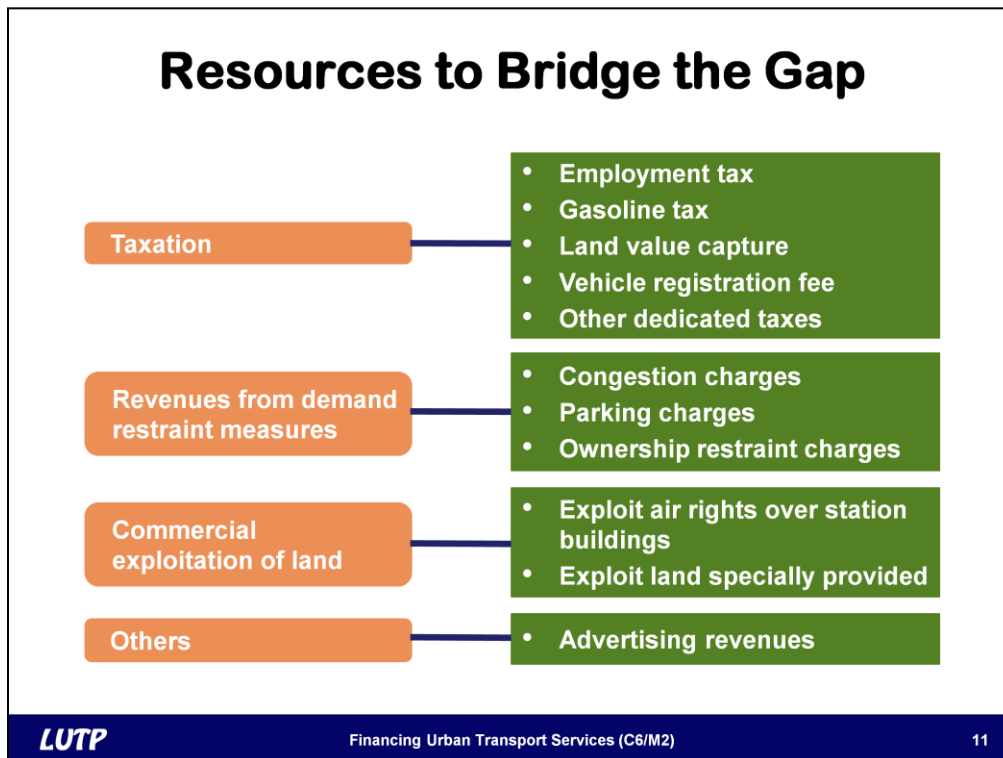 Resources to Bridge the Gap
Taxation
• Employment tax
• Gasoline tax
• Land value capture
• Vehicle registration fee
• Other dedicated taxes
Revenues from demand
restraint measures
• Congestion charges
• Parking charges
• Ownership restraint charges
Commercial
exploitation of land
• Exploit air rights over station
buildings
• Exploit land specially provided
Others
• Advertising revenues
LUTP
Financing Urban Transport Services (C6/M2)
11